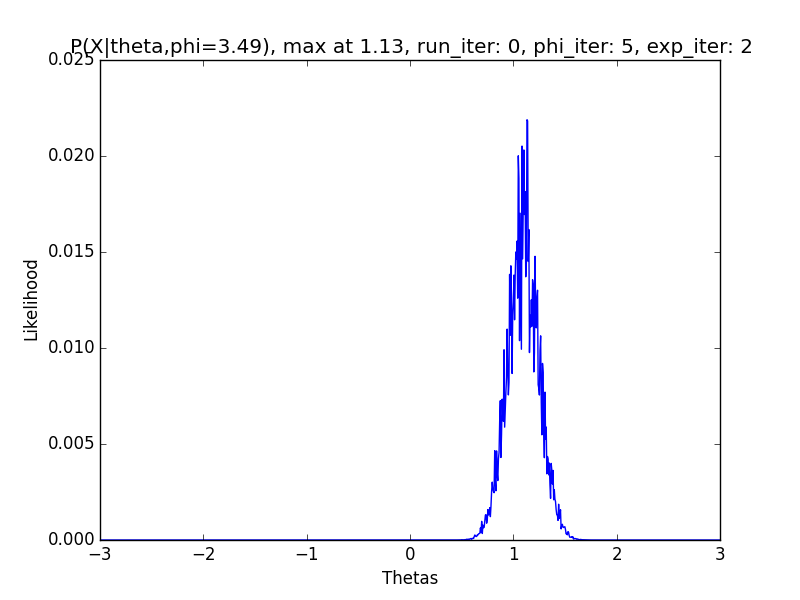 P(X|theta,phi=3.49), max at 1.13, run_iter: 0, phi_iter: 5, exp_iter: 2
0.025
0.020
0.015
0.010
0.005
0.000
Likelihood
−3 −2 −1 0 1 2 3
Thetas